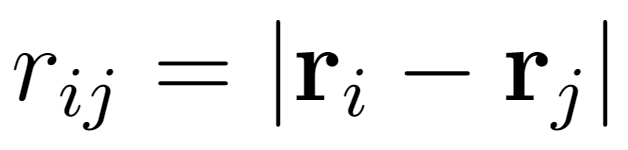 r_{ij} = |\mathbf{r}_i - \mathbf{r}_j|